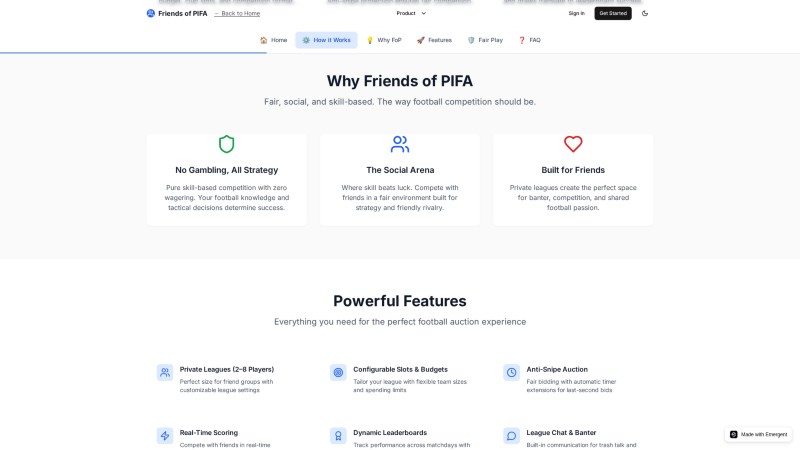 Friends of PIFA
← Back to Home
Product
Sign In
Get Started
Home
How it Works
Why FoP
Features
Fair Play
FAQ
Why Friends of PIFA
Fair, social, and skill-based. The way football competition should be.
No Gambling, All Strategy
Pure skill-based competition with zero
wagering. Your football knowledge and
tactical decisions determine success.
The Social Arena
Where skill beats luck. Compete with
friends in a fair environment built for
strategy and friendly rivalry.
Built for Friends
Private leagues create the perfect space
for banter, competition, and shared
football passion.
Powerful Features
Everything you need for the perfect football auction experience
Private Leagues (2–8 Players)
Perfect size for friend groups with
customizable league settings
Configurable Slots & Budgets
Tailor your league with flexible team sizes
and spending limits
Anti-Snipe Auction
Fair bidding with automatic timer
extensions for last-second bids
Real-Time Scoring
Compete with friends in real-time
Dynamic Leaderboards
Track performance across matchdays with
League Chat & Banter
Built-in communication for trash talk and
Made with Emergent